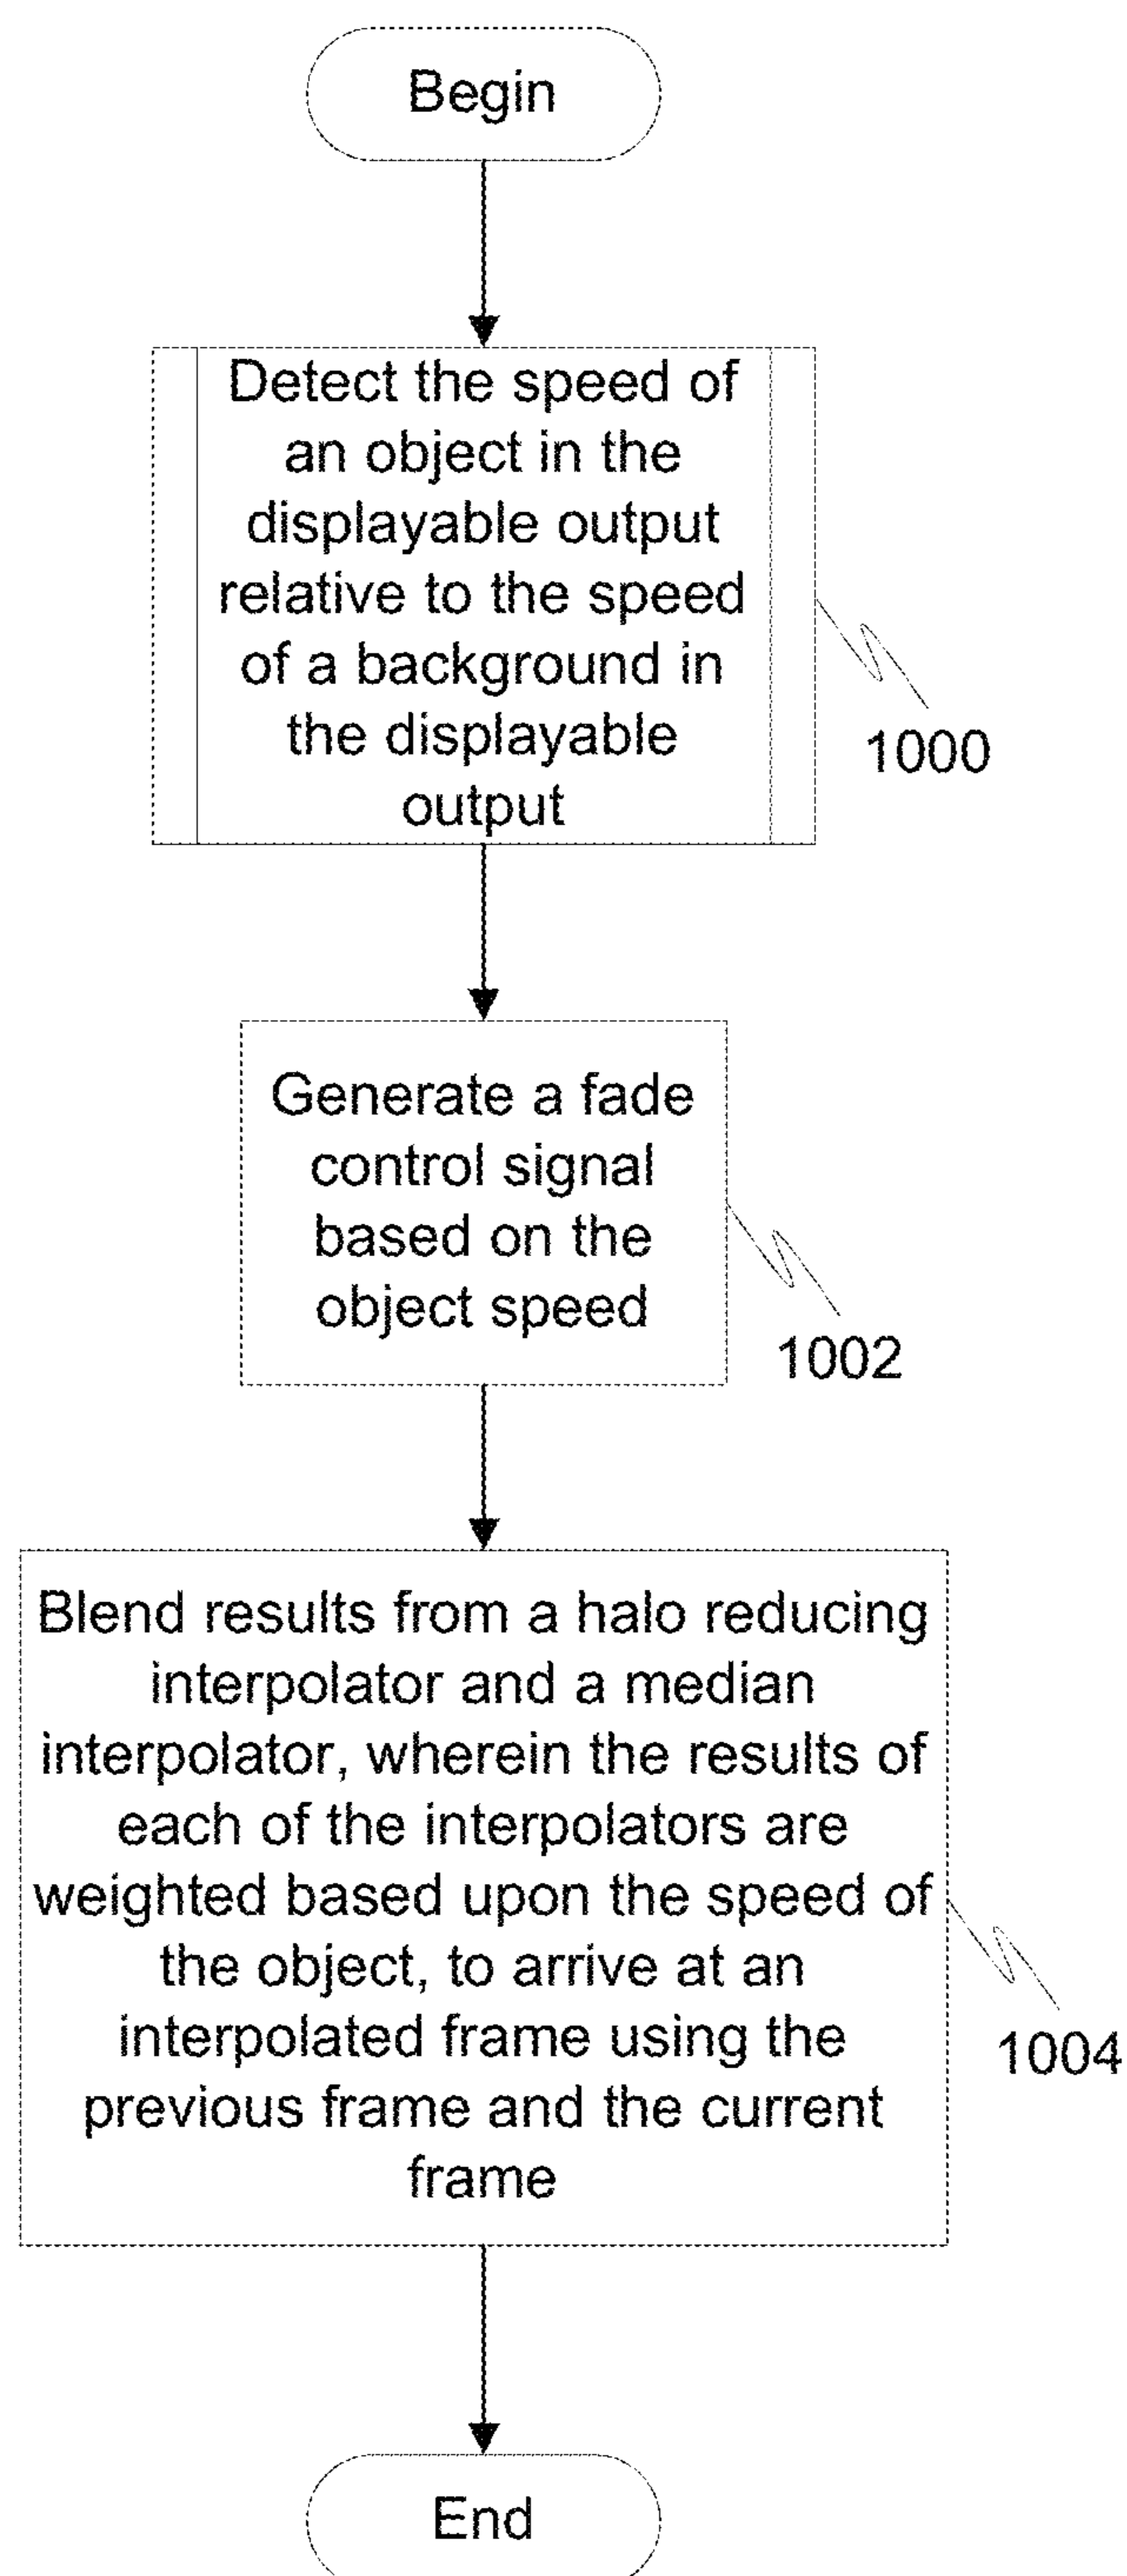 Begin
Detect the speed of
an object in the
displayable output
relative to the speed
of a background in
the displayable
output
1000
Generate a fade
control signal
based on the
object speed
1002
Blend results from a halo reducing
interpolator and a median
interpolator, wherein the results of
each of the interpolators are
weighted based upon the speed of
the object, to arrive at an
interpolated frame using the
previous frame and the current
frame
1004
End